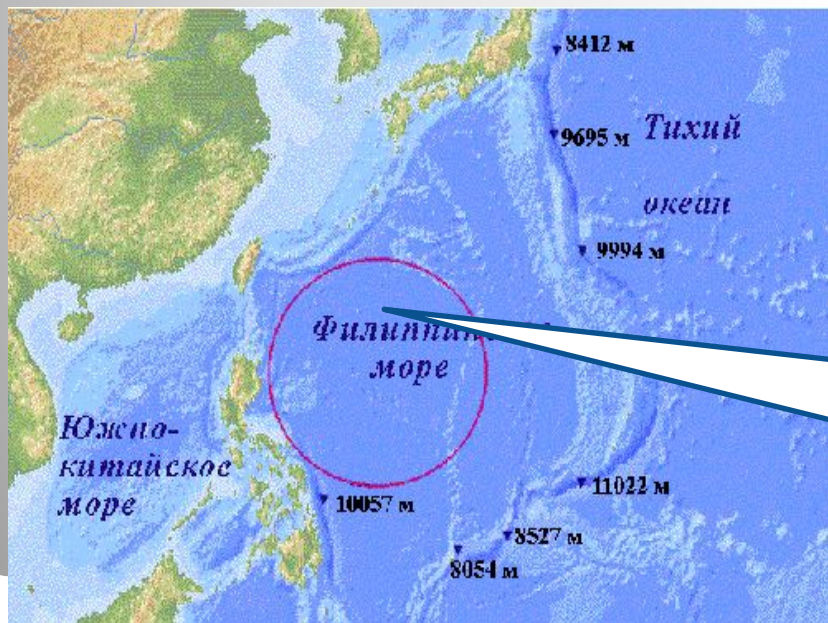 8412 м
9695 м
Тихий
океан
9994 м
море
Южно-
китайское
море
10057 м
11022 м
8527 м
8054 м